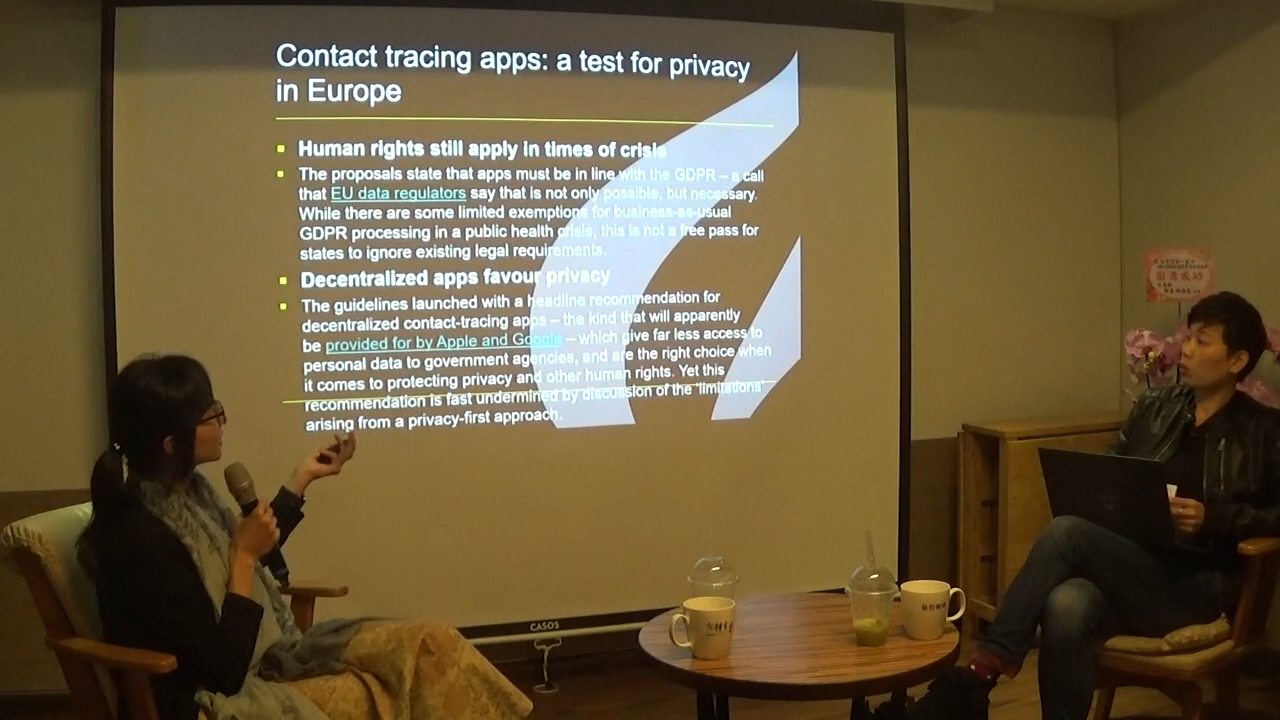 Contact tracing apps: a test for privacy
in Europe
Human rights still apply in times of crisis
The proposals state that apps must be in line with the GDPR – a call
that EU data regulators say that is not only possible, but necessary.
While there are some limited exemptions for business-as-usual
GDPR processing in a public health crisis, this is not a free pass for
states to ignore existing legal requirements.
Decentralized apps favour privacy
The guidelines launched with a headline recommendation for
decentralized contact-tracing apps – the kind that will apparently
be provided for by Apple and Google – which give far less access to
personal data to government agencies, and are the right choice when
it comes to protecting privacy and other human rights. Yet this
recommendation is fast undermined by discussion of the 'limitations'
arising from a privacy-first approach.
圓滿成功
CASOS